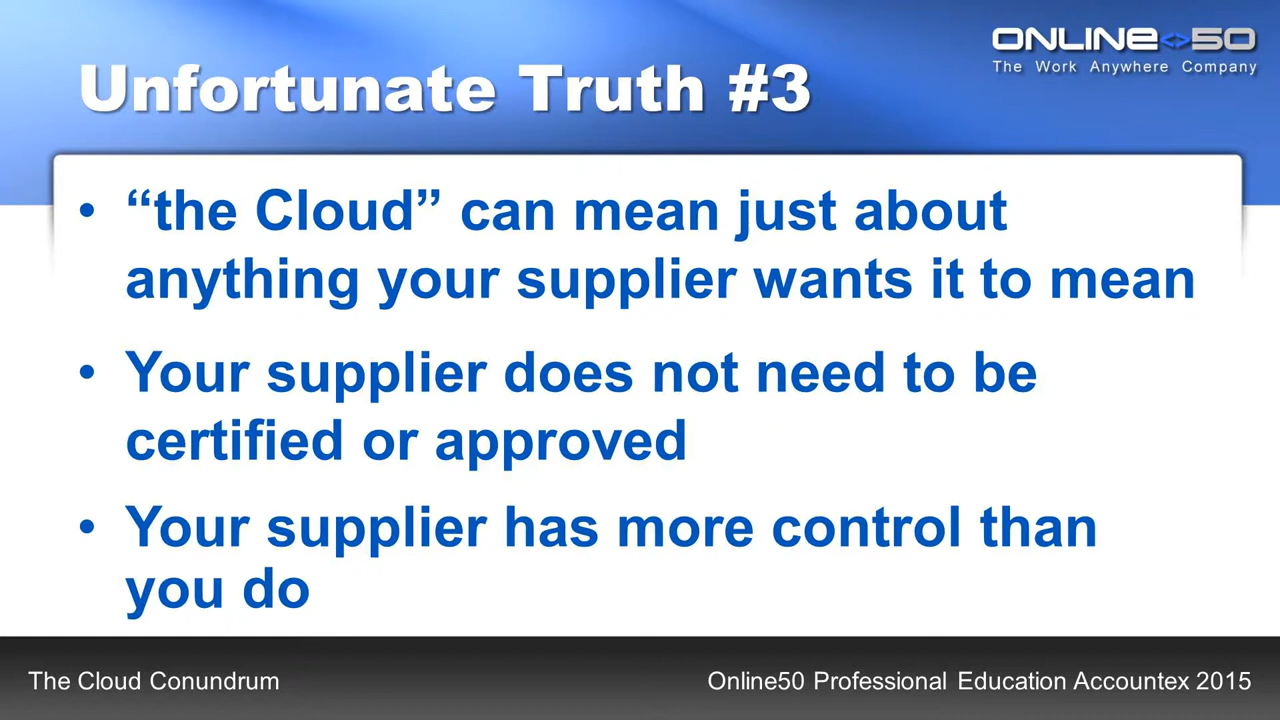 ONLINE<>50
The Work Anywhere Company
Unfortunate Truth #3
• “the Cloud” can mean just about
anything your supplier wants it to mean
• Your supplier does not need to be
certified or approved
• Your supplier has more control than
you do
The Cloud Conundrum
Online50 Professional Education Accountex 2015